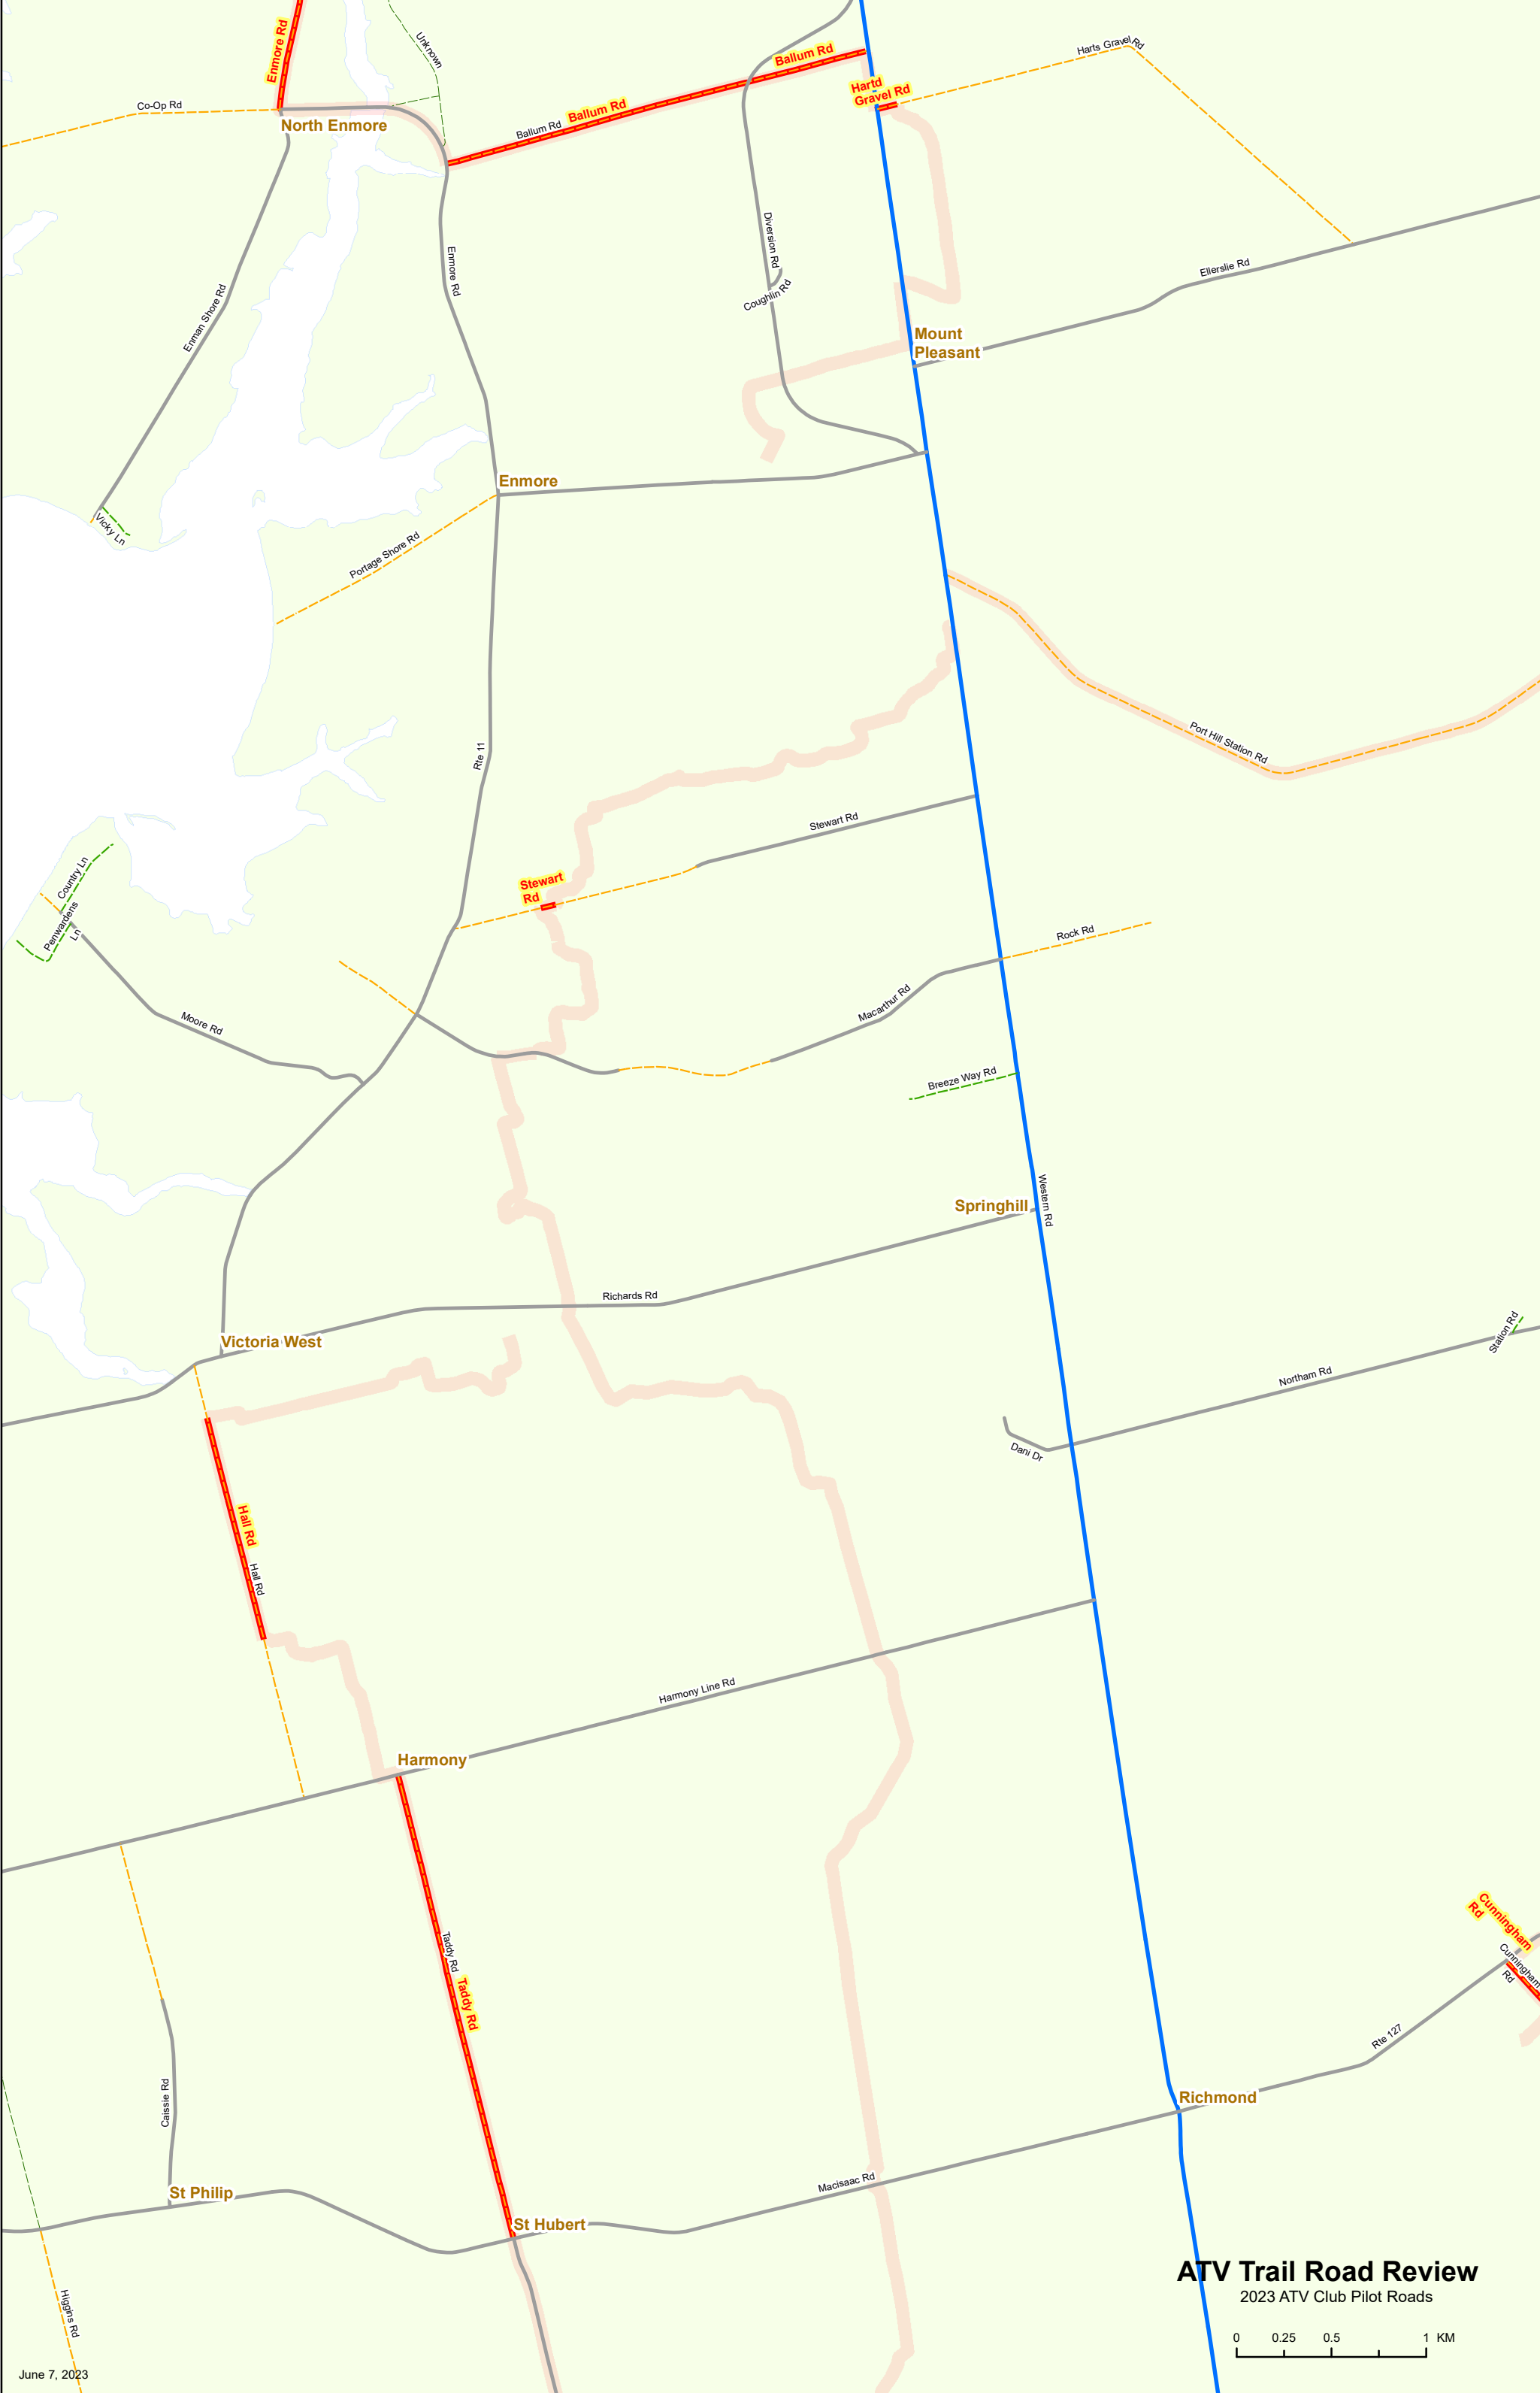 Enmore Rd
Unknown
Ballum Rd
Harts Gravel Rd
Hartd
Gravel Rd
Co-Op Rd
Ballum Rd
Ballum Rd
North Enmore
Diversion Rd
Enmore Rd
Ellerslie Rd
Coughlin Rd
Enman Shore Rd
Mount
Pleasant
Enmore
Vicky Ln
Portage Shore Rd
Port Hill Station Rd
Rte 11
Stewart Rd
Country Ln
Stewart
Rd
Penwardens
Ln
Rock Rd
Macarthur Rd
Moore Rd
Breeze Way Rd
Western Rd
Springhill
Richards Rd
Station Rd
Victoria West
Northam Rd
Dani Dr
Hall Rd
Hall Rd
Harmony Line Rd
Harmony
Cunningham
Rd
Taddy Rd
Cunningham
Rd
Taddy Rd
Rte 127
Caissie Rd
Richmond
Macisaac Rd
St Philip
St Hubert
ATV Trail Road Review
2023 ATV Club Pilot Roads
Higgins Rd
0 0.25 0.5 1 KM
June 7, 2023